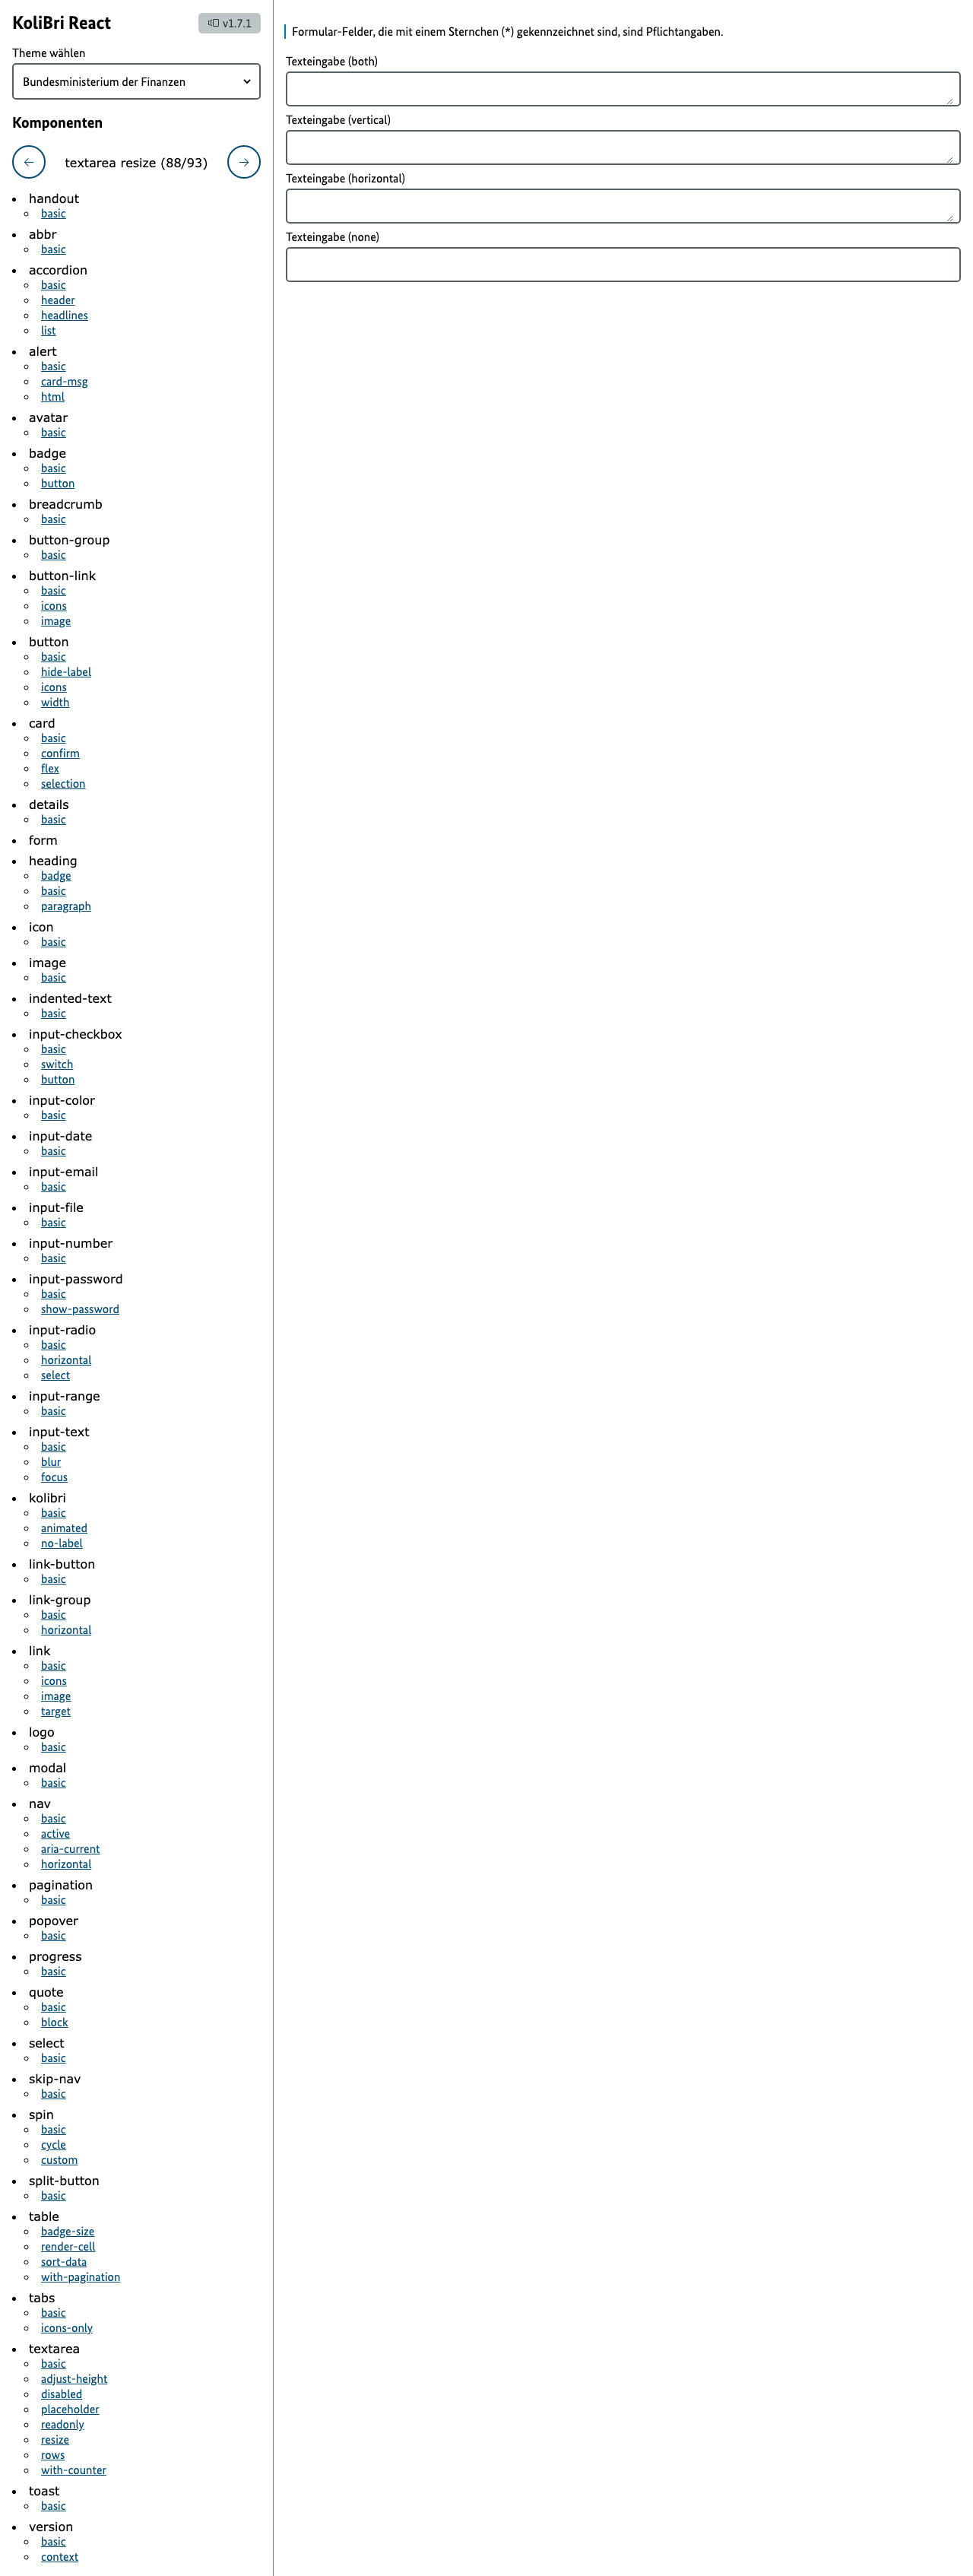 KoliBri React
v1.7.1
Theme wählen
Bundesministerium der Finanzen
Komponenten
textarea resize (88/93)
handout
basic
abbr
basic
accordion
basic
header
headlines
list
alert
basic
card-msg
html
avatar
basic
badge
basic
button
breadcrumb
basic
button-group
basic
button-link
basic
icons
image
button
basic
hide-label
icons
width
card
basic
confirm
flex
selection
details
basic
form
heading
badge
basic
paragraph
icon
basic
image
basic
indented-text
basic
input-checkbox
basic
switch
button
input-color
basic
input-date
basic
input-email
basic
input-file
basic
input-number
basic
input-password
basic
show-password
input-radio
basic
horizontal
select
input-range
basic
input-text
basic
blur
focus
kolibri
basic
animated
no-label
link-button
basic
link-group
basic
horizontal
link
basic
icons
image
target
logo
basic
modal
basic
nav
basic
active
aria-current
horizontal
pagination
basic
popover
basic
progress
basic
quote
basic
block
select
basic
skip-nav
basic
spin
basic
cycle
custom
split-button
basic
table
badge-size
render-cell
sort-data
with-pagination
tabs
basic
icons-only
textarea
basic
adjust-height
disabled
placeholder
readonly
resize
rows
with-counter
toast
basic
version
basic
context
Formular-Felder, die mit einem Sternchen (*) gekennzeichnet sind, sind Pflichtangaben.
Texteingabe (both)
Texteingabe (vertical)
Texteingabe (horizontal)
Texteingabe (none)